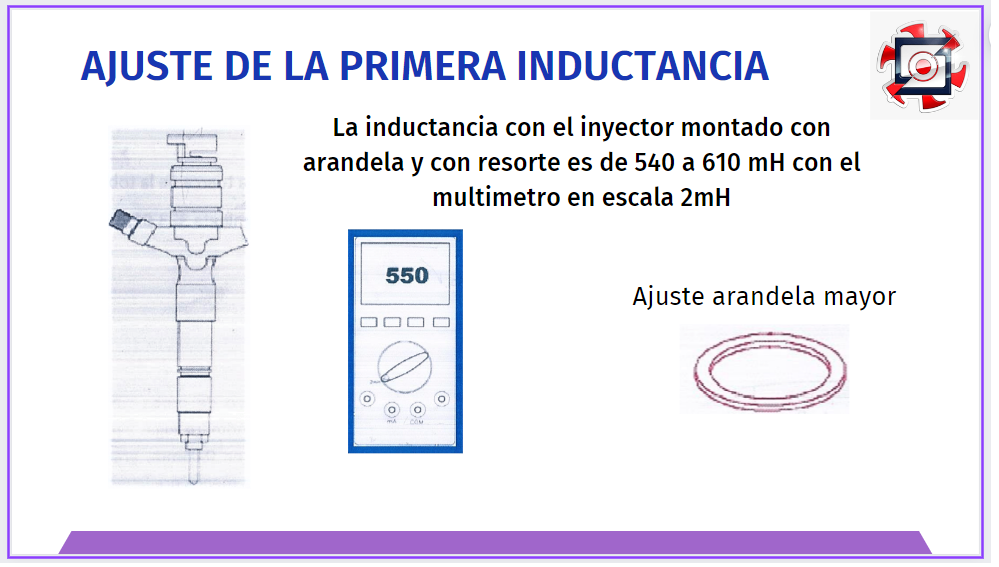 AJUSTE DE LA PRIMERA INDUCTANCIA
La inductancia con el inyector montado con
arandela y con resorte es de 540 a 610 mH con el
multimetro en escala 2mH
550
Ajuste arandela mayor
mA COM